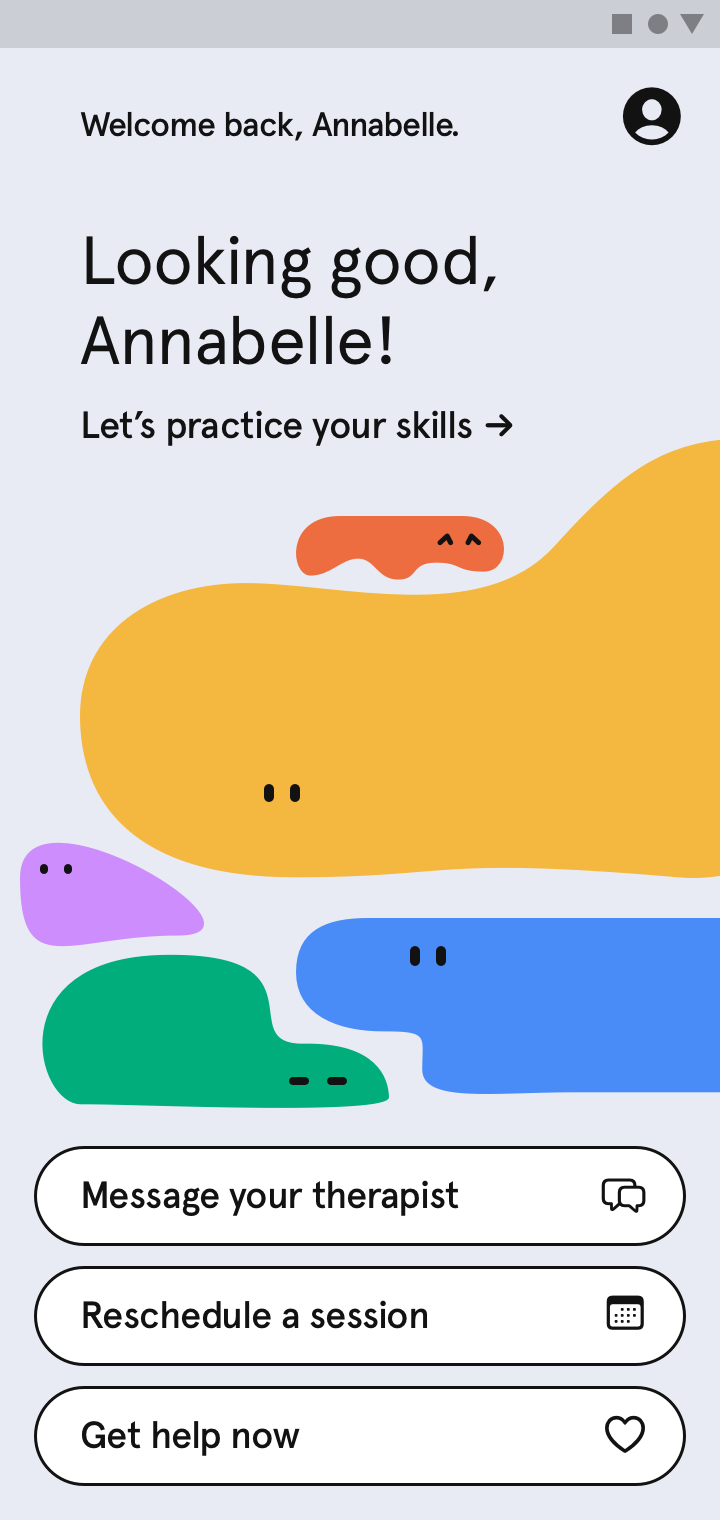 Welcome back, Annabelle.
Looking good,
Annabelle!
Let’s practice your skills →
Message your therapist
Reschedule a session
Get help now